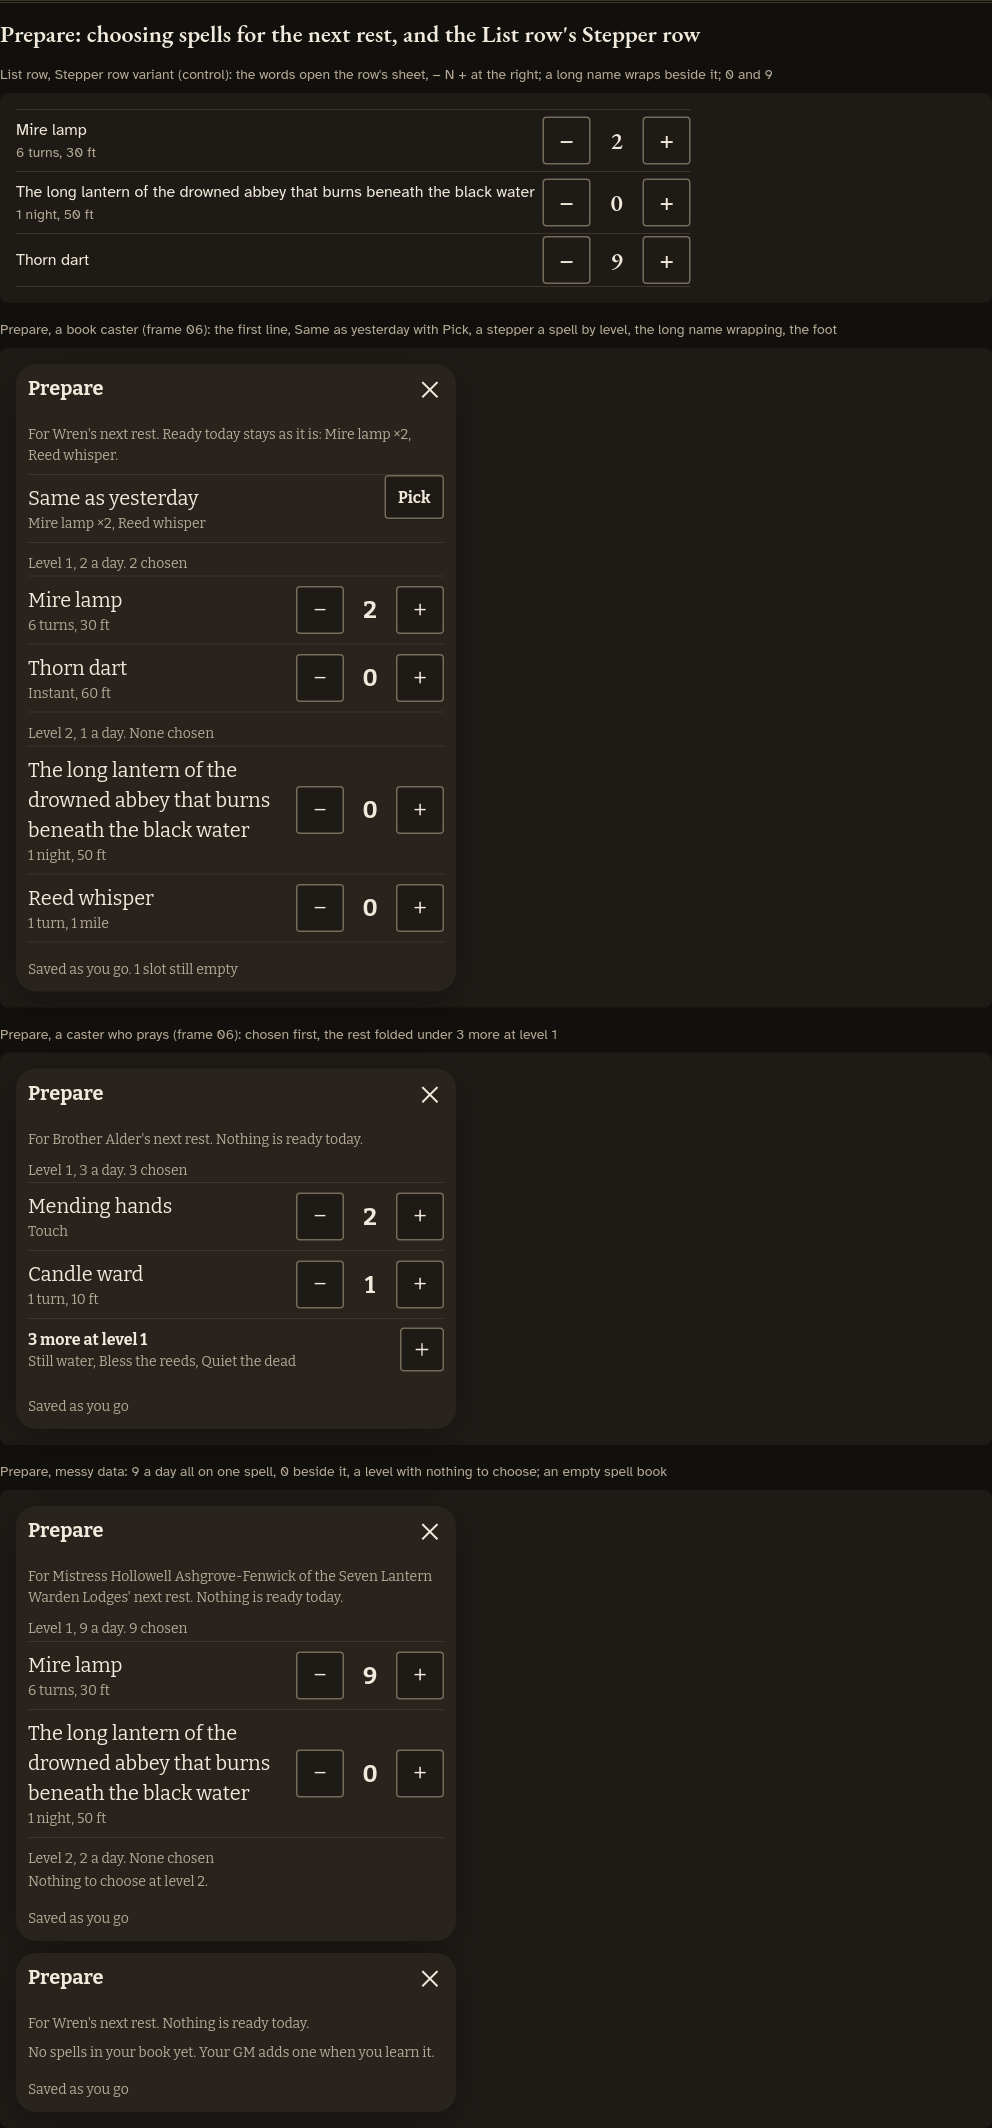 Prepare: choosing spells for the next rest, and the List row's Stepper row
List row, Stepper row variant (control): the words open the row's sheet, – N + at the right; a long name wraps beside it; 0 and 9
Mire lamp
6 turns, 30 ft
− 2 +
The long lantern of the drowned abbey that burns beneath the black water
1 night, 50 ft
− 0 +
Thorn dart
− 9 +
Prepare, a book caster (frame 06): the first line, Same as yesterday with Pick, a stepper a spell by level, the long name wrapping, the foot
Prepare
For Wren's next rest. Ready today stays as it is: Mire lamp ×2,
Reed whisper.
Same as yesterday
Pick
Mire lamp ×2, Reed whisper
Level 1, 2 a day. 2 chosen
Mire lamp
6 turns, 30 ft
− 2 +
Thorn dart
Instant, 60 ft
− 0 +
Level 2, 1 a day. None chosen
The long lantern of the
drowned abbey that burns
beneath the black water
1 night, 50 ft
− 0 +
Reed whisper
1 turn, 1 mile
− 0 +
Saved as you go. 1 slot still empty
Prepare, a caster who prays (frame 06): chosen first, the rest folded under 3 more at level 1
Prepare
For Brother Alder's next rest. Nothing is ready today.
Level 1, 3 a day. 3 chosen
Mending hands
Touch
− 2 +
Candle ward
1 turn, 10 ft
− 1 +
3 more at level 1
Still water, Bless the reeds, Quiet the dead
+
Saved as you go
Prepare, messy data: 9 a day all on one spell, 0 beside it, a level with nothing to choose; an empty spell book
Prepare
For Mistress Hollowell Ashgrove-Fenwick of the Seven Lantern
Warden Lodges' next rest. Nothing is ready today.
Level 1, 9 a day. 9 chosen
Mire lamp
6 turns, 30 ft
− 9 +
The long lantern of the
drowned abbey that burns
beneath the black water
1 night, 50 ft
− 0 +
Level 2, 2 a day. None chosen
Nothing to choose at level 2.
Saved as you go
Prepare
For Wren's next rest. Nothing is ready today.
No spells in your book yet. Your GM adds one when you learn it.
Saved as you go